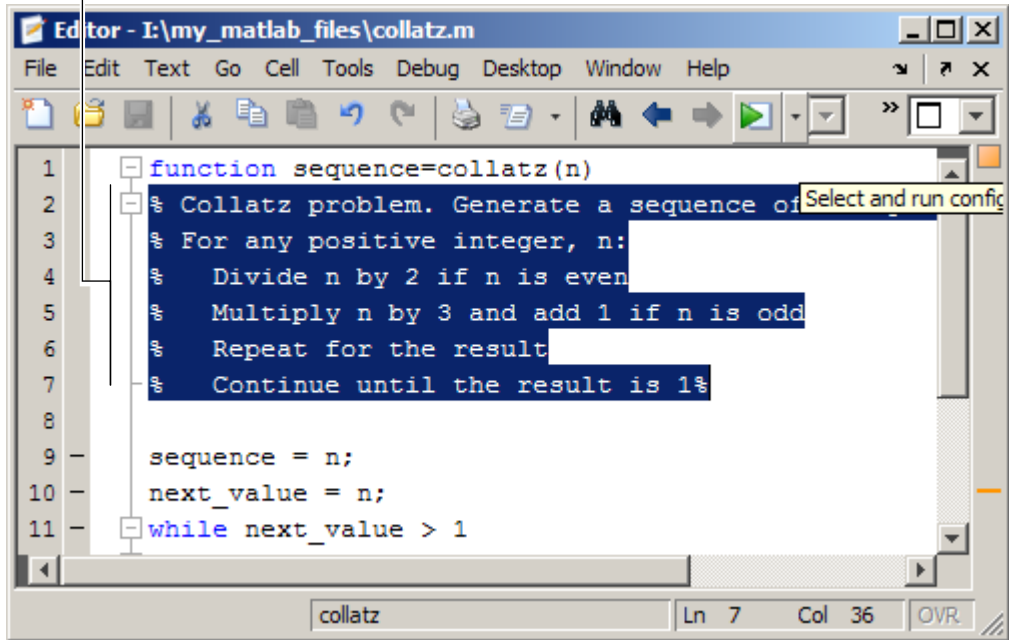 Editor - I:\my_matlab_files\collatz.m
File Edit Text Go Cell Tools Debug Desktop Window Help
1 function sequence=collatz(n)
2 % Collatz problem. Generate a sequence of
Select and run config
3 % For any positive integer, n:
4 %   Divide n by 2 if n is even
5 %   Multiply n by 3 and add 1 if n is odd
6 %   Repeat for the result
7 %   Continue until the result is 1%
8
9 - sequence = n;
10 - next_value = n;
11 - while next_value > 1
collatz Ln 7 Col 36 OVR